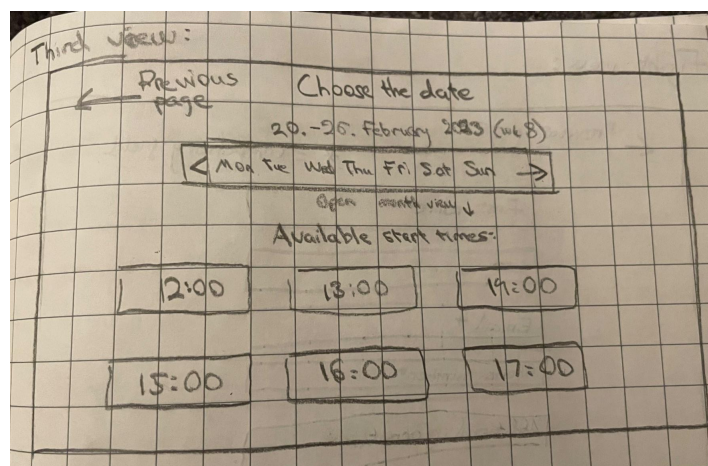 Third view:
Previous page
Choose the date
20.-26. February 2023 (wk 8)
< Mon Tue Wed Thu Fri Sat Sun →
Open month view ↓
Available start times:
12:00 13:00 14:00
15:00 16:00 17:00